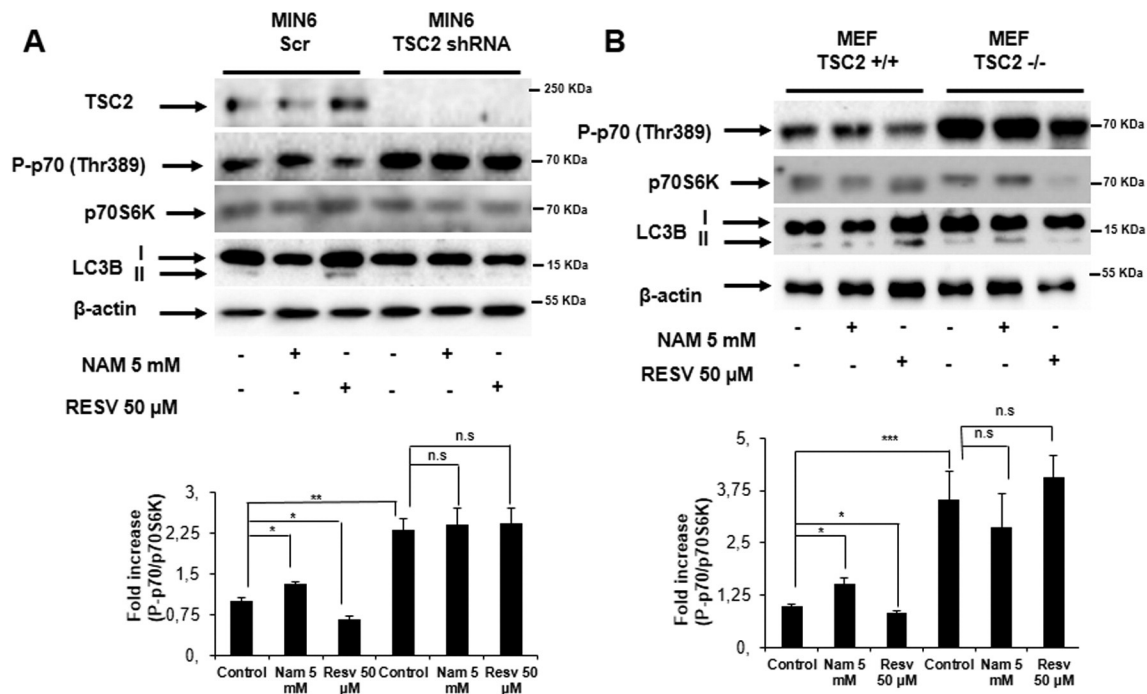 A
MIN6
Scr
MIN6
TSC2 shRNA
TSC2
250 KDa
P-p70 (Thr389)
70 KDa
p70S6K
70 KDa
LC3B
I
II
15 KDa
β-actin
55 KDa
- + - - + -
NAM 5 mM
- - + - - +
RESV 50 µM
Fold increase
(P-p70/p70S6K)
3,
2,25
1,5
0,75
0,
*
*
**
n.s
n.s
Control
Nam 5
mM
Resv 50
µM
Control
Nam 5
mM
Resv 50
µM
B
MEF
TSC2 +/+
MEF
TSC2 -/-
P-p70 (Thr389)
70 KDa
p70S6K
70 KDa
LC3B
I
II
15 KDa
β-actin
55 KDa
- + - - + -
NAM 5 mM
- - + - - +
RESV 50 µM
Fold increase
(P-p70/p70S6K)
5,
3,75
2,5
1,25
0,
*
*
***
n.s
n.s
Control
Nam 5
mM
Resv
50 µM
Control
Nam 5
mM
Resv
50 µM